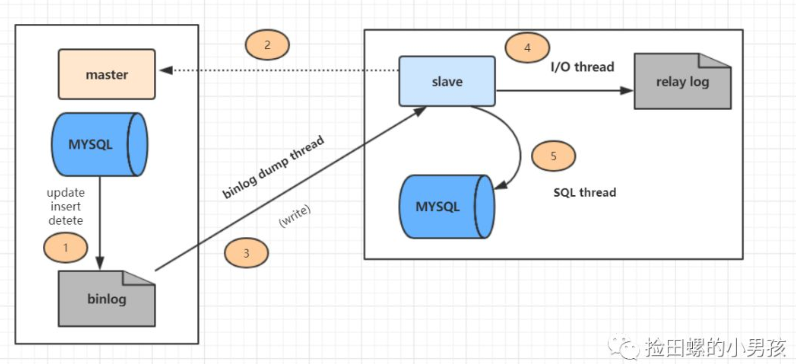 2
4
master
slave
I/O thread
relay log
MYSQL
binlog dump thread
5
update
insert
detete
SQL thread
MYSQL
(write)
1
3
binlog
捡田螺的小男孩